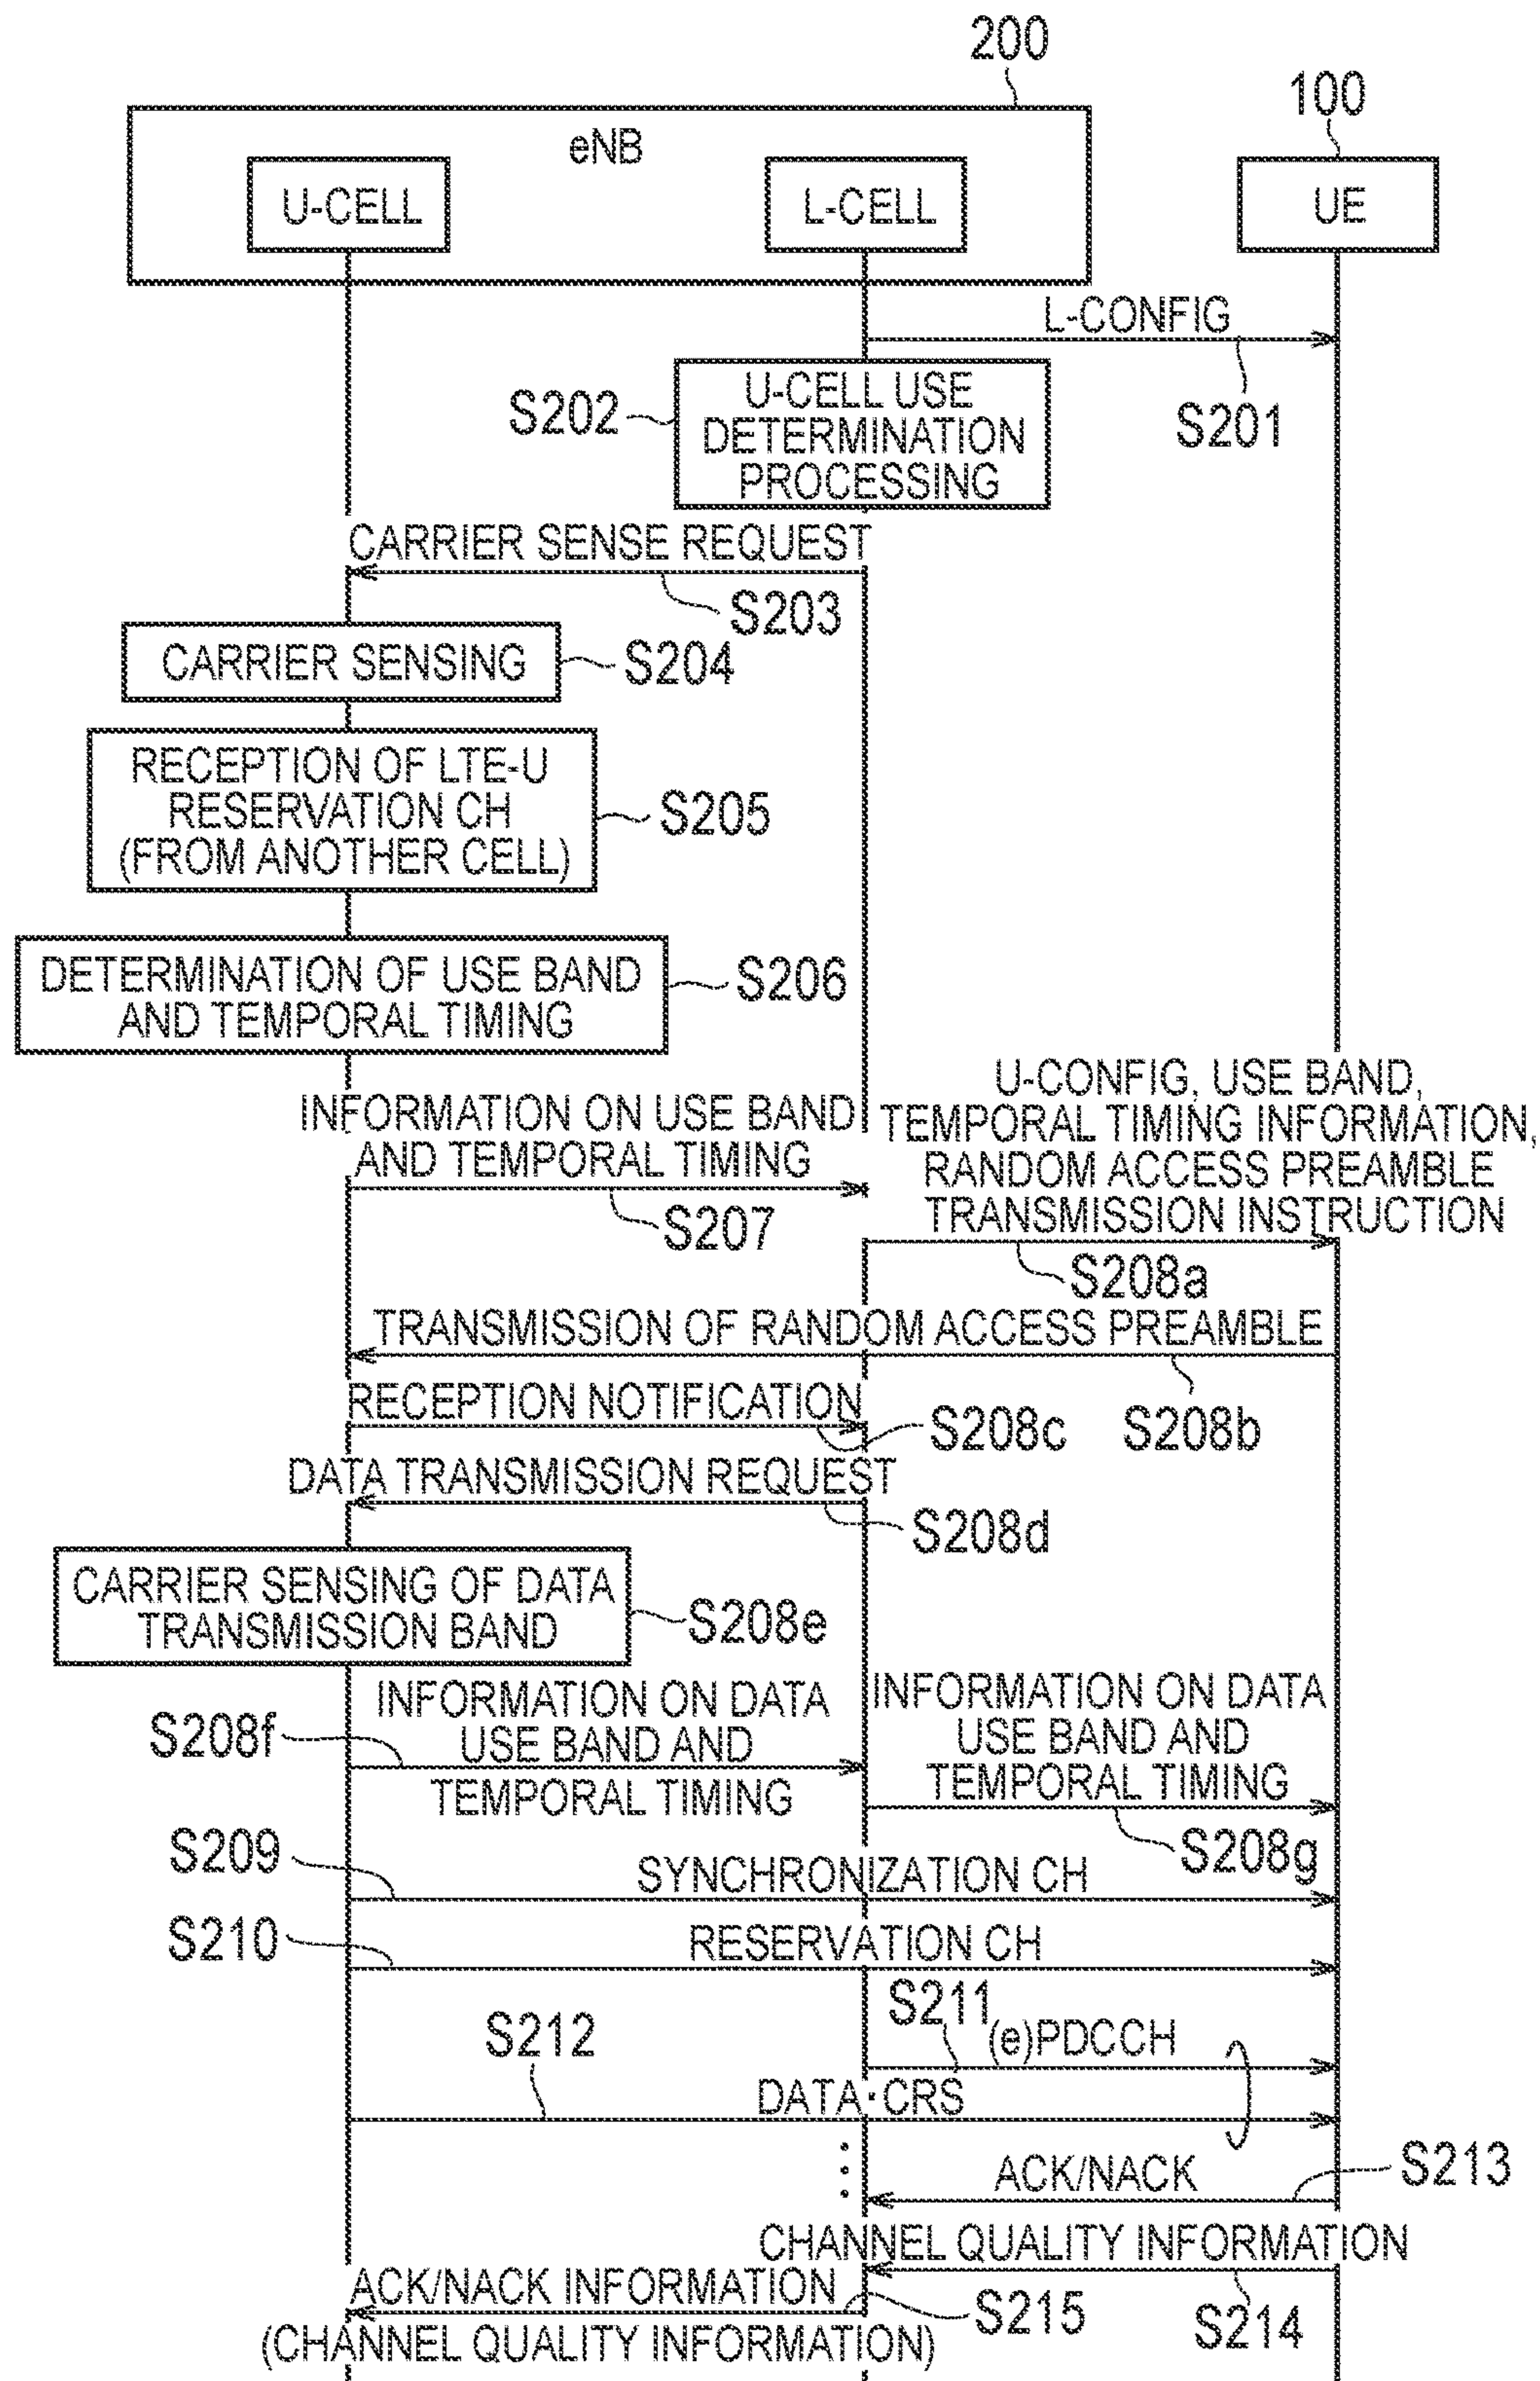 200
100
eNB
U-CELL
L-CELL
UE
L-CONFIG
S201
S202
U-CELL USE
DETERMINATION
PROCESSING
CARRIER SENSE REQUEST
S203
CARRIER SENSING
S204
RECEPTION OF LTE-U
RESERVATION CH
(FROM ANOTHER CELL)
S205
DETERMINATION OF USE BAND
AND TEMPORAL TIMING
S206
INFORMATION ON USE BAND
AND TEMPORAL TIMING
S207
U-CONFIG, USE BAND,
TEMPORAL TIMING INFORMATION,
RANDOM ACCESS PREAMBLE
TRANSMISSION INSTRUCTION
S208a
TRANSMISSION OF RANDOM ACCESS PREAMBLE
S208b
RECEPTION NOTIFICATION
S208c
DATA TRANSMISSION REQUEST
S208d
CARRIER SENSING OF DATA
TRANSMISSION BAND
S208e
S208f
INFORMATION ON DATA
USE BAND AND
TEMPORAL TIMING
INFORMATION ON DATA
USE BAND AND
TEMPORAL TIMING
S208g
S209
SYNCHRONIZATION CH
S210
RESERVATION CH
S211
(e)PDCCH
S212
DATA·CRS
ACK/NACK
S213
CHANNEL QUALITY INFORMATION
S214
ACK/NACK INFORMATION
(CHANNEL QUALITY INFORMATION)
S215